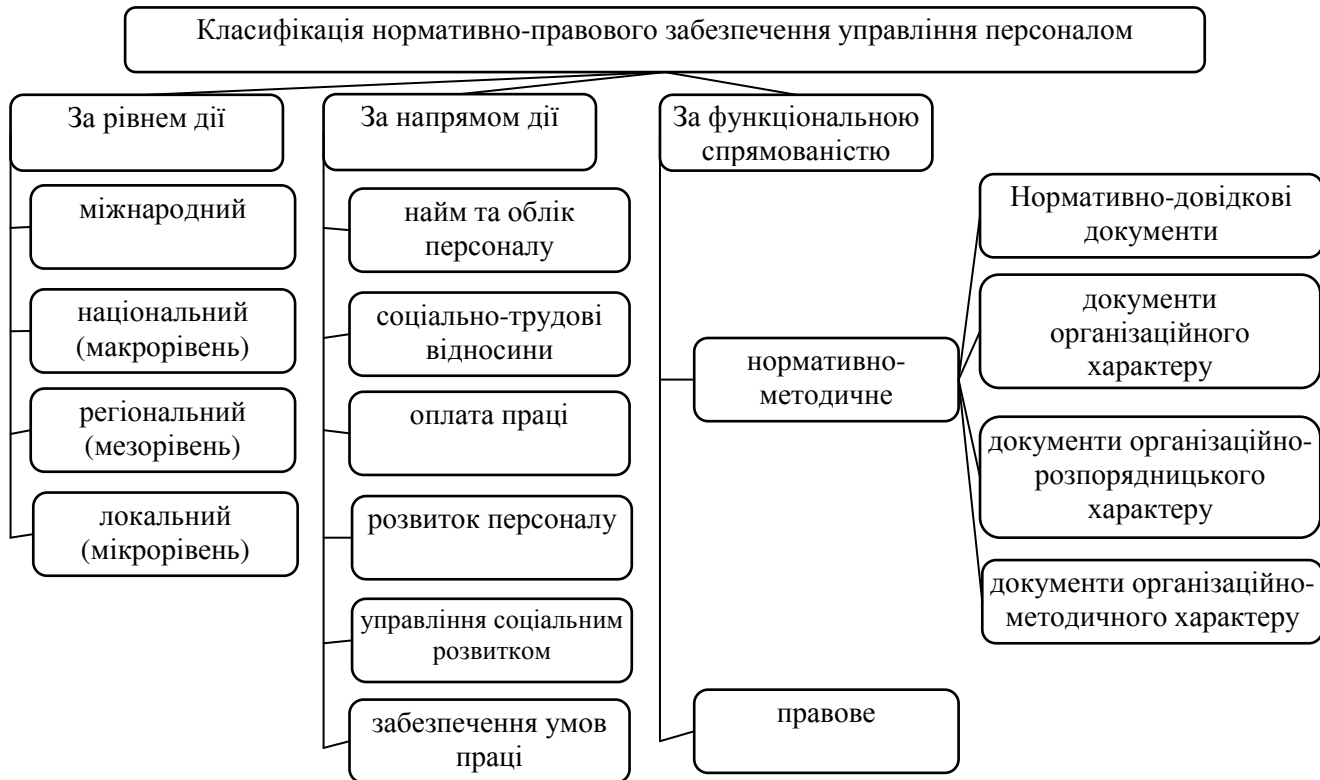 Класифікація нормативно-правового забезпечення управління персоналом
За рівнем дії
міжнародний
національний
(макрорівень)
регіональний
(мезорівень)
локальний
(мікрорівень)
За напрямом дії
найм та облік
персоналу
соціально-трудові
відносини
оплата праці
розвиток персоналу
управління соціальним
розвитком
забезпечення умов
праці
За функціональною
спрямованістю
нормативно-
методичне
правове
Нормативно-довідкові
документи
документи
організаційного
характеру
документи організаційно-
розпорядницького
характеру
документи організаційно-
методичного характеру